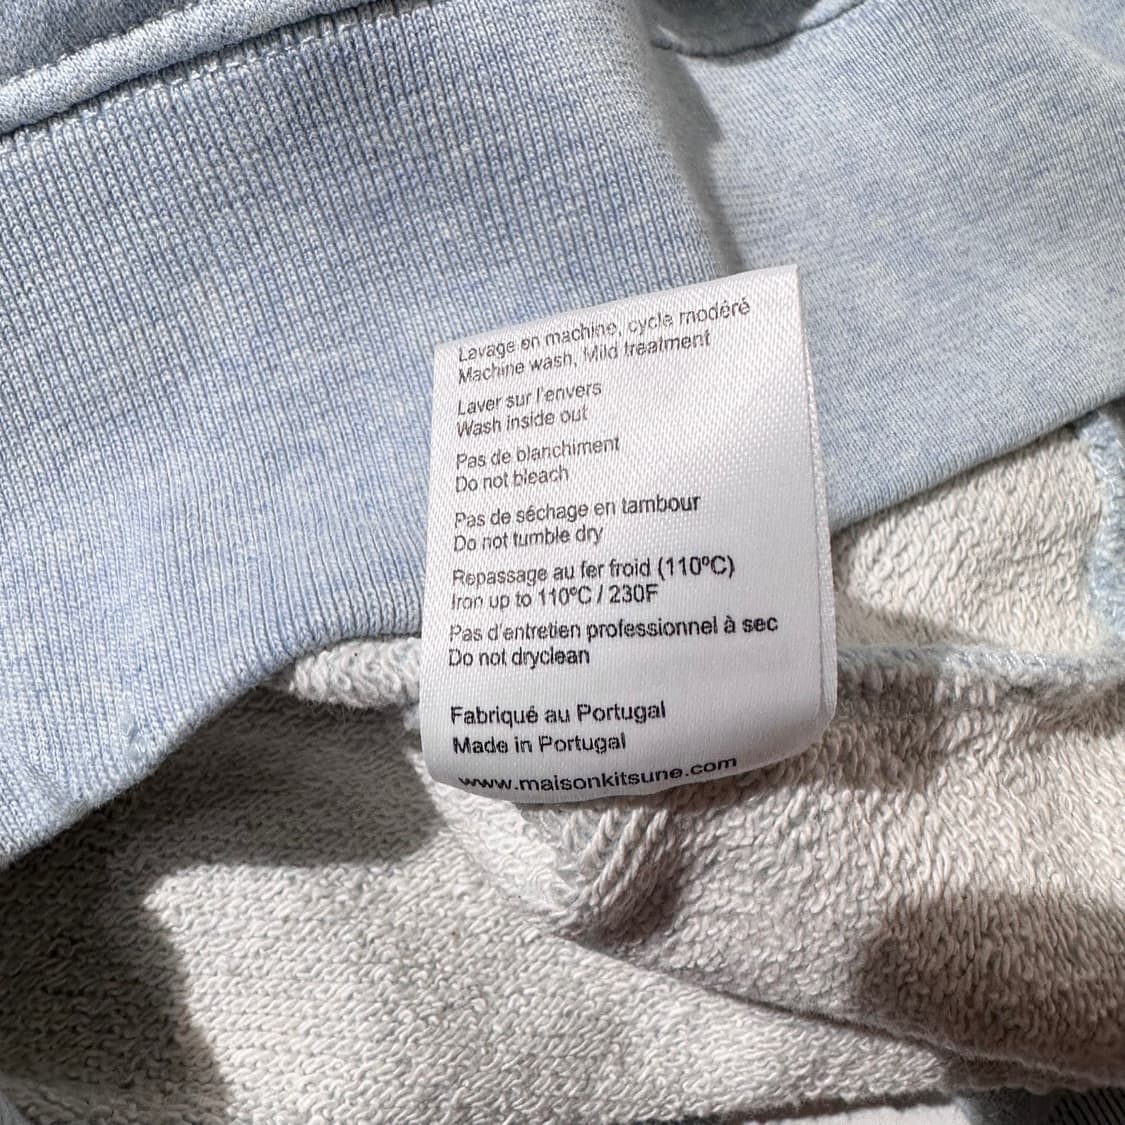 Lavage en machine, cycle modéré
Machine wash, Mild treatment
Laver sur l'envers
Wash inside out
Pas de blanchiment
Do not bleach
Pas de séchage en tambour
Do not tumble dry
Repassage au fer froid (110ºC)
Iron up to 110ºC / 230F
Pas d'entretien professionnel à sec
Do not dryclean
Fabriqué au Portugal
Made in Portugal
www.maisonkitsune.com